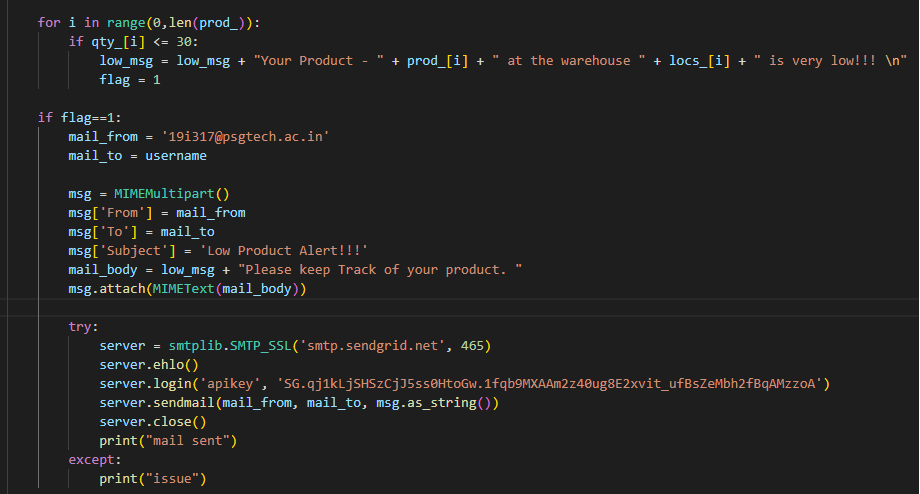 for i in range(0,len(prod_)):
if qty_[i] <= 30:
low_msg = low_msg + "Your Product - " + prod_[i] + " at the warehouse " + locs_[i] + " is very low!!! \n"
flag = 1
if flag==1:
mail_from = '19i317@psgtech.ac.in'
mail_to = username
msg = MIMEMultipart()
msg['From'] = mail_from
msg['To'] = mail_to
msg['Subject'] = 'Low Product Alert!!!'
mail_body = low_msg + "Please keep Track of your product. "
msg.attach(MIMEText(mail_body))
try:
server = smtplib.SMTP_SSL('smtp.sendgrid.net', 465)
server.ehlo()
server.login('apikey', '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')
server.sendmail(mail_from, mail_to, msg.as_string())
server.close()
print("mail sent")
except:
print("issue")